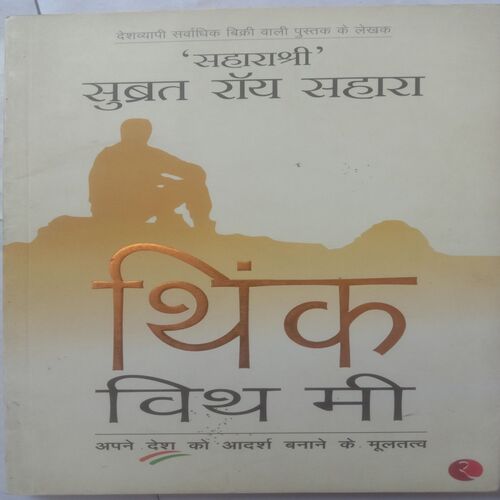 देशव्यापी सर्वाधिक बिक्री वाली पुस्तक के लेखक
‘सहाराश्री’
सुब्रत रॉय सहारा
थिंक
विथ मी
अपने देश को आदर्श बनाने के मूलतत्व